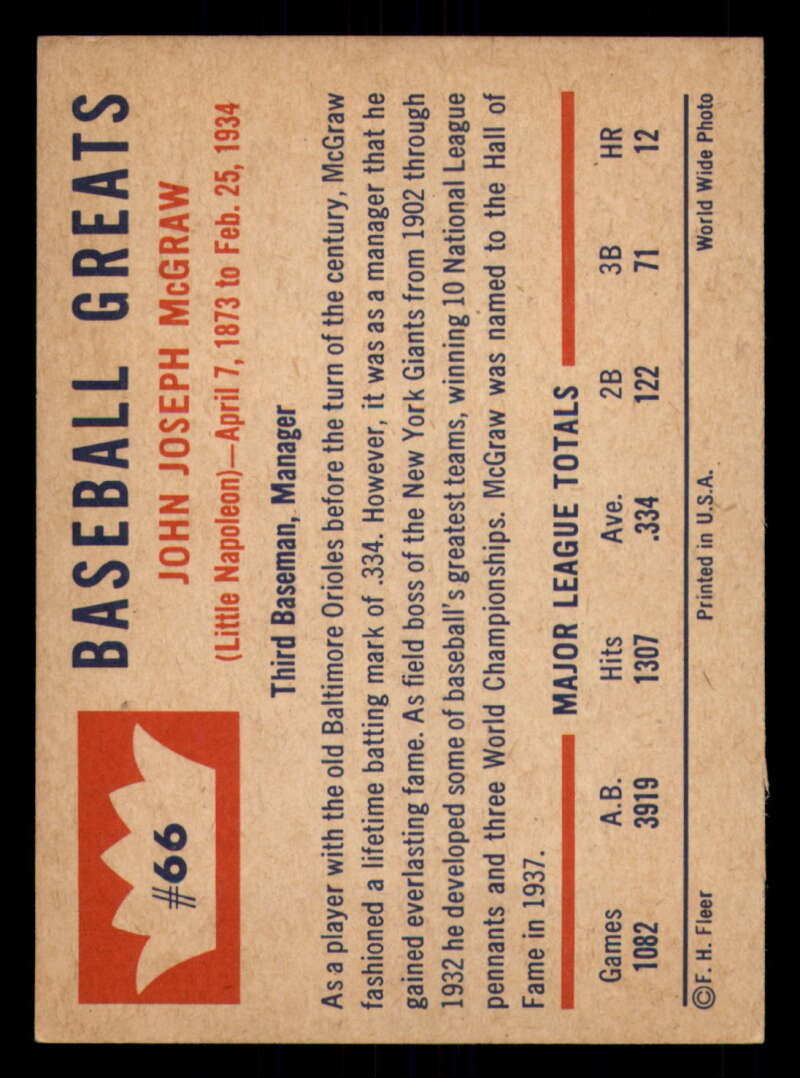 #66
BASEBALL GREATS
JOHN JOSEPH McGRAW
(Little Napoleon)—April 7, 1873 to Feb. 25, 1934
Third Baseman, Manager
As a player with the old Baltimore Orioles before the turn of the century, McGraw
fashioned a lifetime batting mark of .334. However, it was as a manager that he
gained everlasting fame. As field boss of the New York Giants from 1902 through
1932 he developed some of baseball's greatest teams, winning 10 National League
pennants and three World Championships. McGraw was named to the Hall of
Fame in 1937.
MAJOR LEAGUE TOTALS
Games A.B. Hits Ave. 2B 3B HR
1082 3919 1307 .334 122 71 12
©F. H. Fleer Printed in U.S.A. World Wide Photo